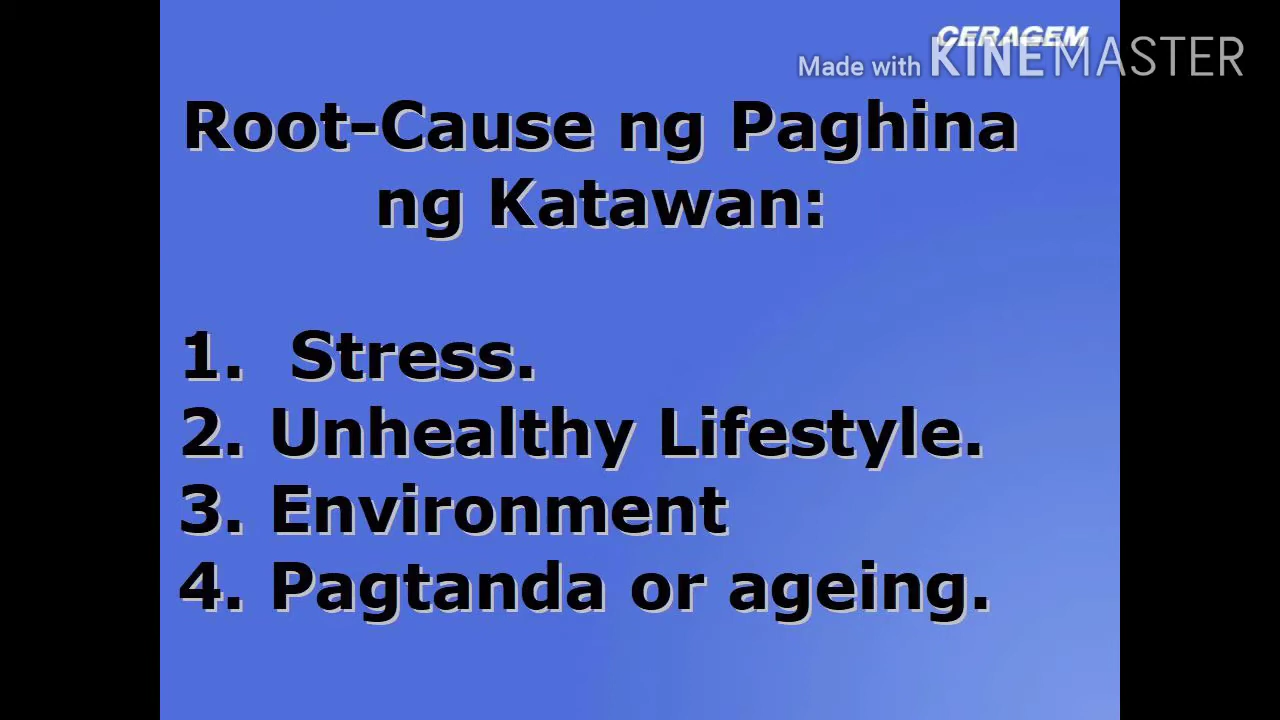 CERAGEM
Made with KINEMASTER
Root-Cause ng Paghina
ng Katawan:
1. Stress.
2. Unhealthy Lifestyle.
3. Environment
4. Pagtanda or ageing.